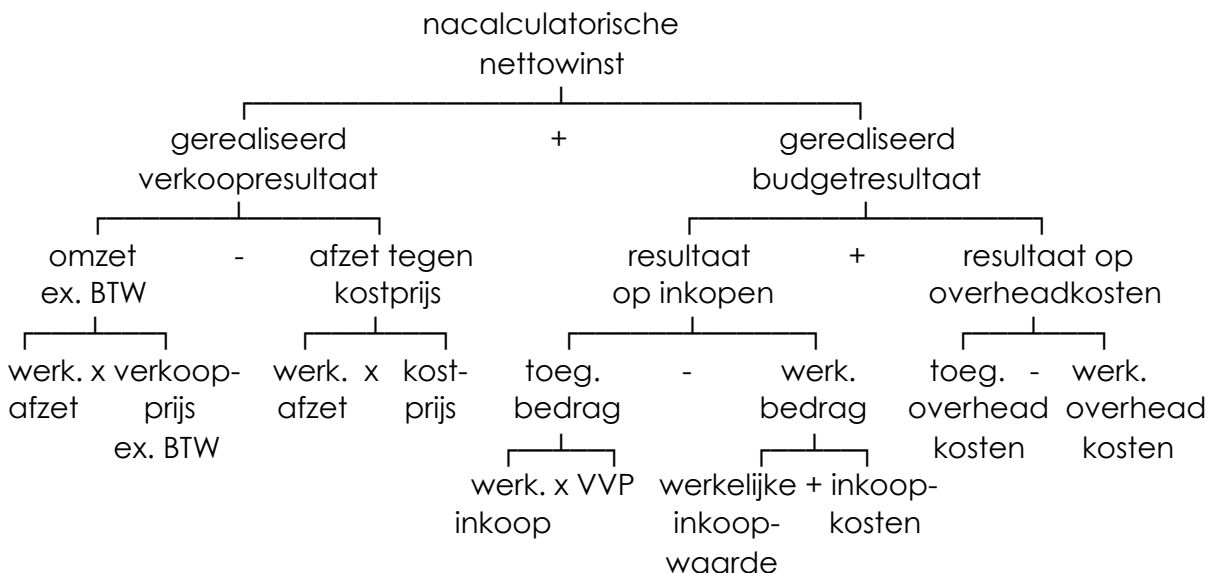 nacalculatorische
nettowinst
gerealiseerd + gerealiseerd
verkoopresultaat budgetresultaat
omzet - afzet tegen resultaat + resultaat op
ex. BTW kostprijs op inkopen overheadkosten
werk. x verkoop- werk. x kost- toeg. - werk. toeg. - werk.
afzet prijs afzet prijs bedrag bedrag overhead overhead
ex. BTW kosten kosten
werk. x VVP werkelijke + inkoop-
inkoop inkoop- kosten
waarde